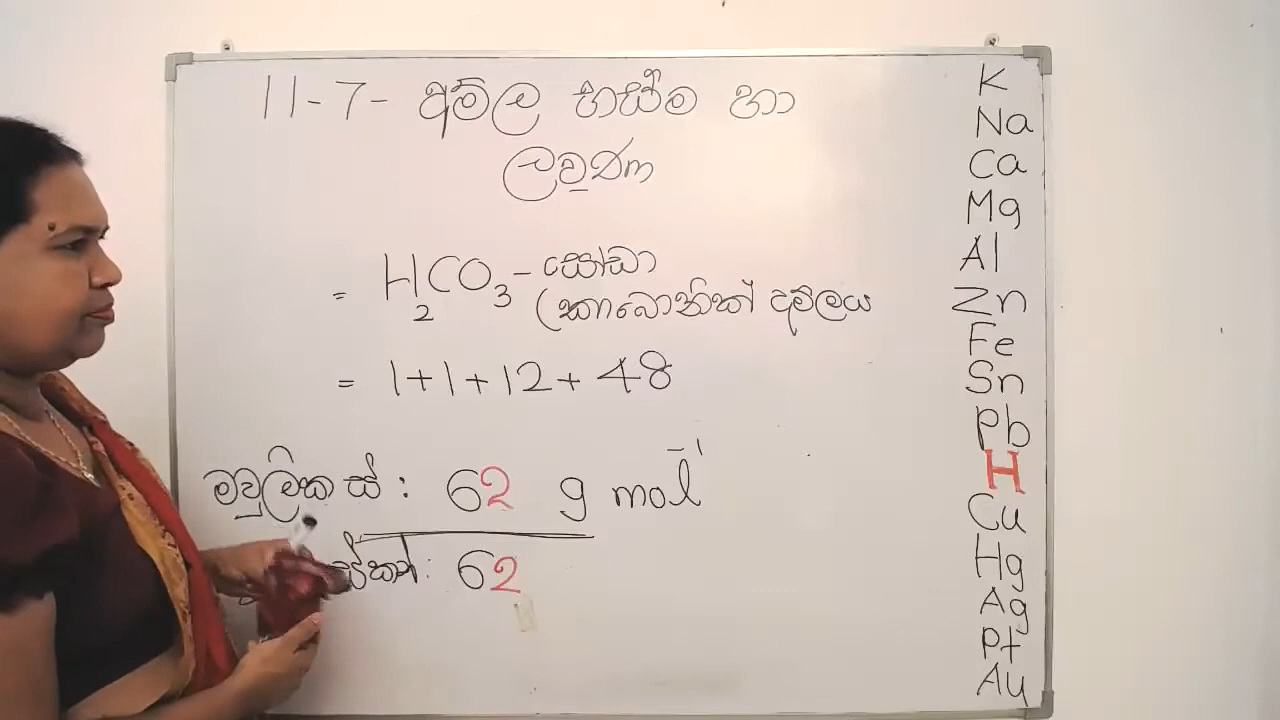 11-7- අම්ල භස්ම හා
ලවණ
= H2CO3 - සෝඩා
(කාබොනික් අම්ලය
= 1+1+12+48
මවුලිකස් : 62 g mol-1
62
K
Na
Ca
Mg
Al
Zn
Fe
Sn
Pb
H
Cu
Hg
Ag
Pt
Au